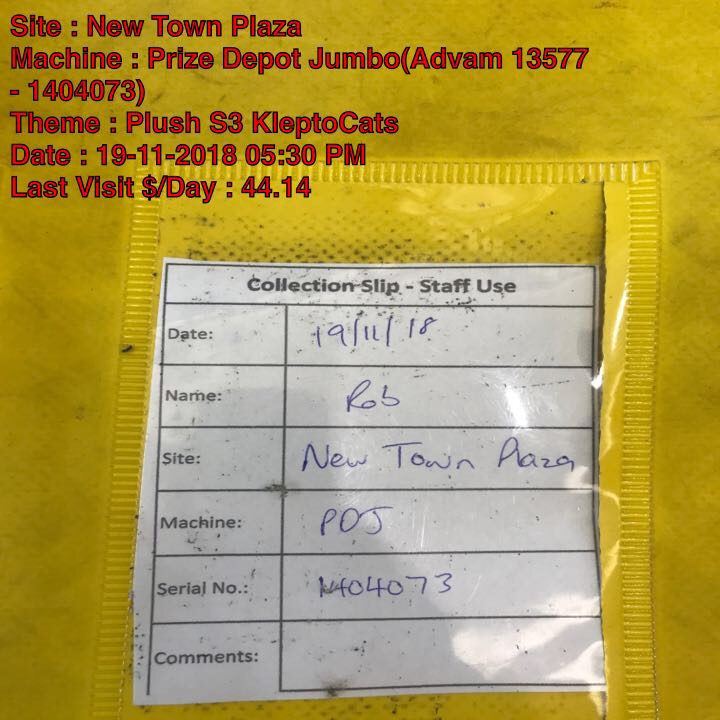 Site : New Town Plaza
Machine : Prize Depot Jumbo(Advam 13577
- 1404073)
Theme : Plush S3 KleptoCats
Date : 19-11-2018 05:30 PM
Last Visit $/Day : 44.14
Collection Slip - Staff Use
Date: 19/11/18
Name: Rob
Site: New Town Plaza
Machine: PDJ
Serial No.: 1404073
Comments: